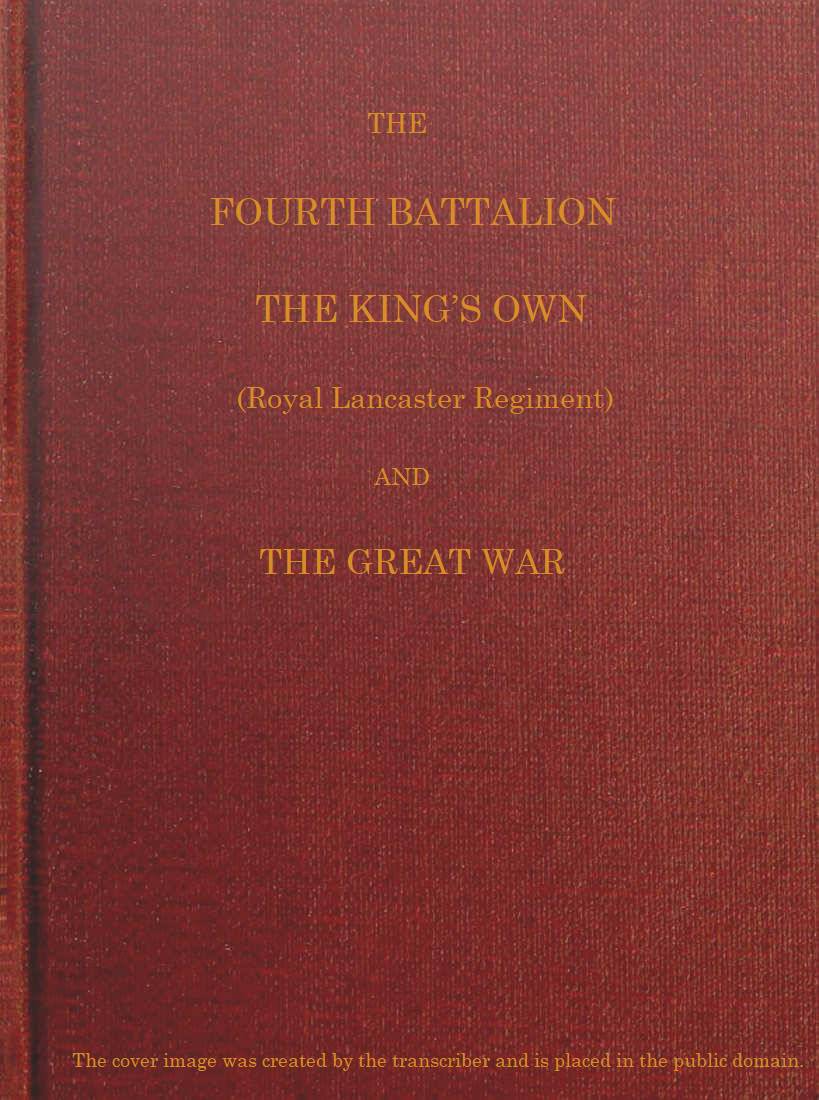 THE
FOURTH BATTALION
THE KING’S OWN
(Royal Lancaster Regiment)
AND
THE GREAT WAR
The cover image was created by the transcriber and is placed in the public domain.